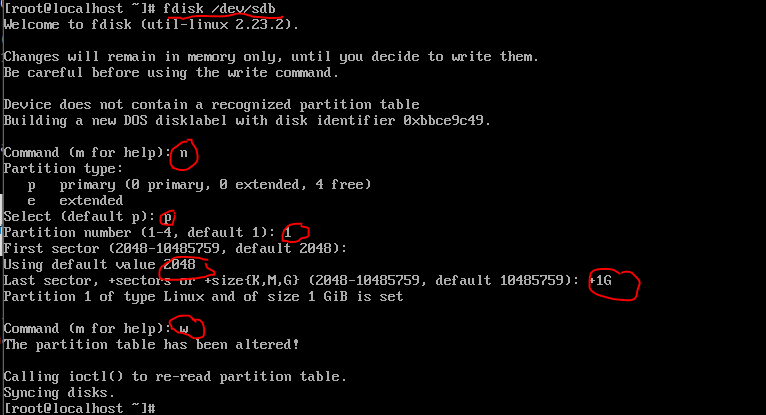 [root@localhost ~]# fdisk /dev/sdb
Welcome to fdisk (util-linux 2.23.2).
Changes will remain in memory only, until you decide to write them.
Be careful before using the write command.
Device does not contain a recognized partition table
Building a new DOS disklabel with disk identifier 0xbbce9c49.
Command (m for help): n
Partition type:
   p   primary (0 primary, 0 extended, 4 free)
   e   extended
Select (default p): p
Partition number (1-4, default 1): 1
First sector (2048-10485759, default 2048):
Using default value 2048
Last sector, +sectors or +size{K,M,G} (2048-10485759, default 10485759): +1G
Partition 1 of type Linux and of size 1 GiB is set
Command (m for help): w
The partition table has been altered!
Calling ioctl() to re-read partition table.
Syncing disks.
[root@localhost ~]#